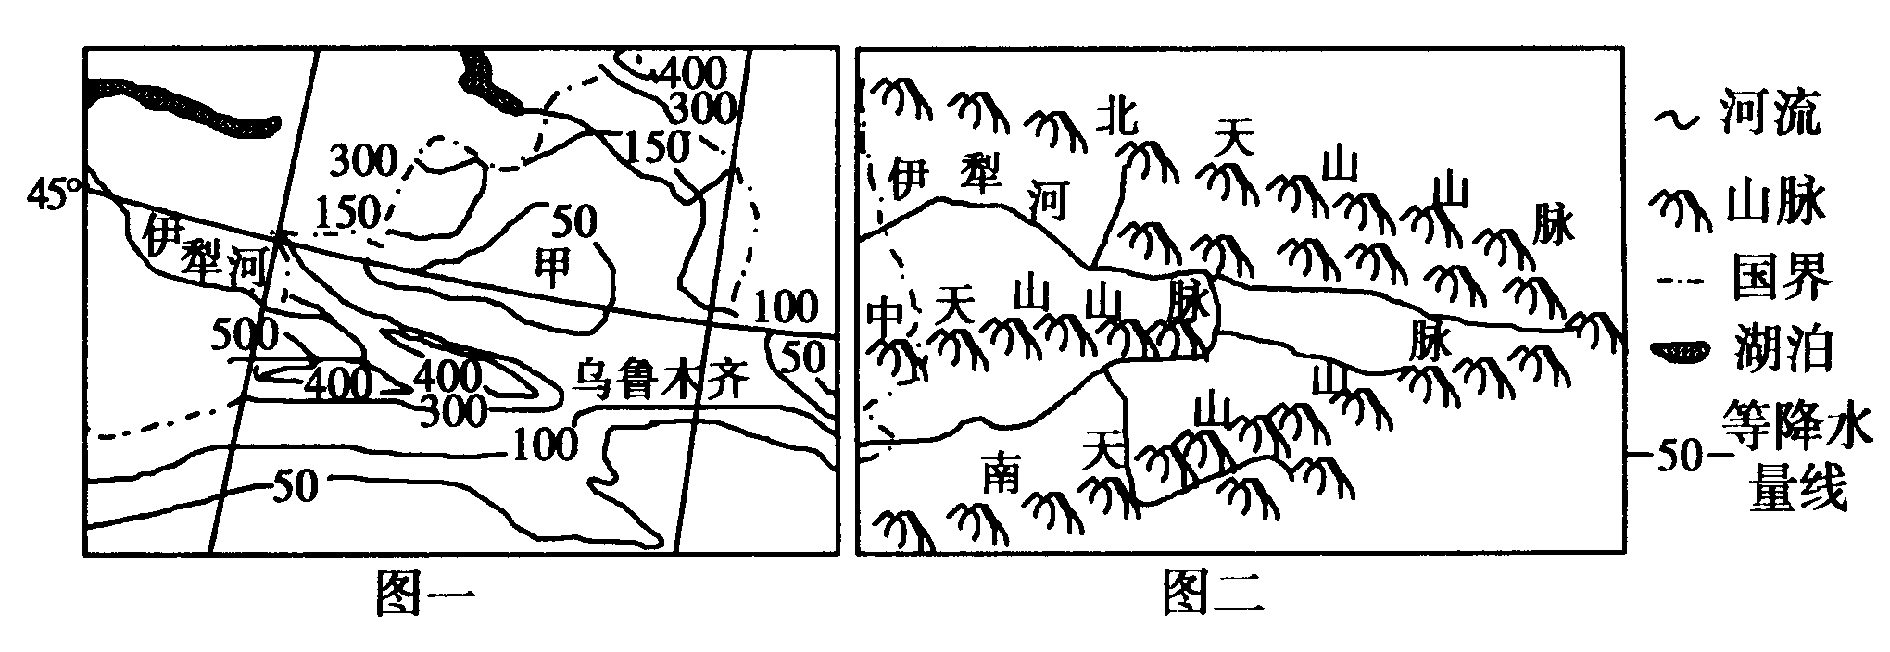 400
300
150
300
150
45°
50
甲
伊犁河
100
500
400
400
300
50
乌鲁木齐
100
50
图一
北天山山脉
伊犁河
中天山山脉
南天山山脉
图二
河流
山脉
国界
湖泊
50
等降水
量线